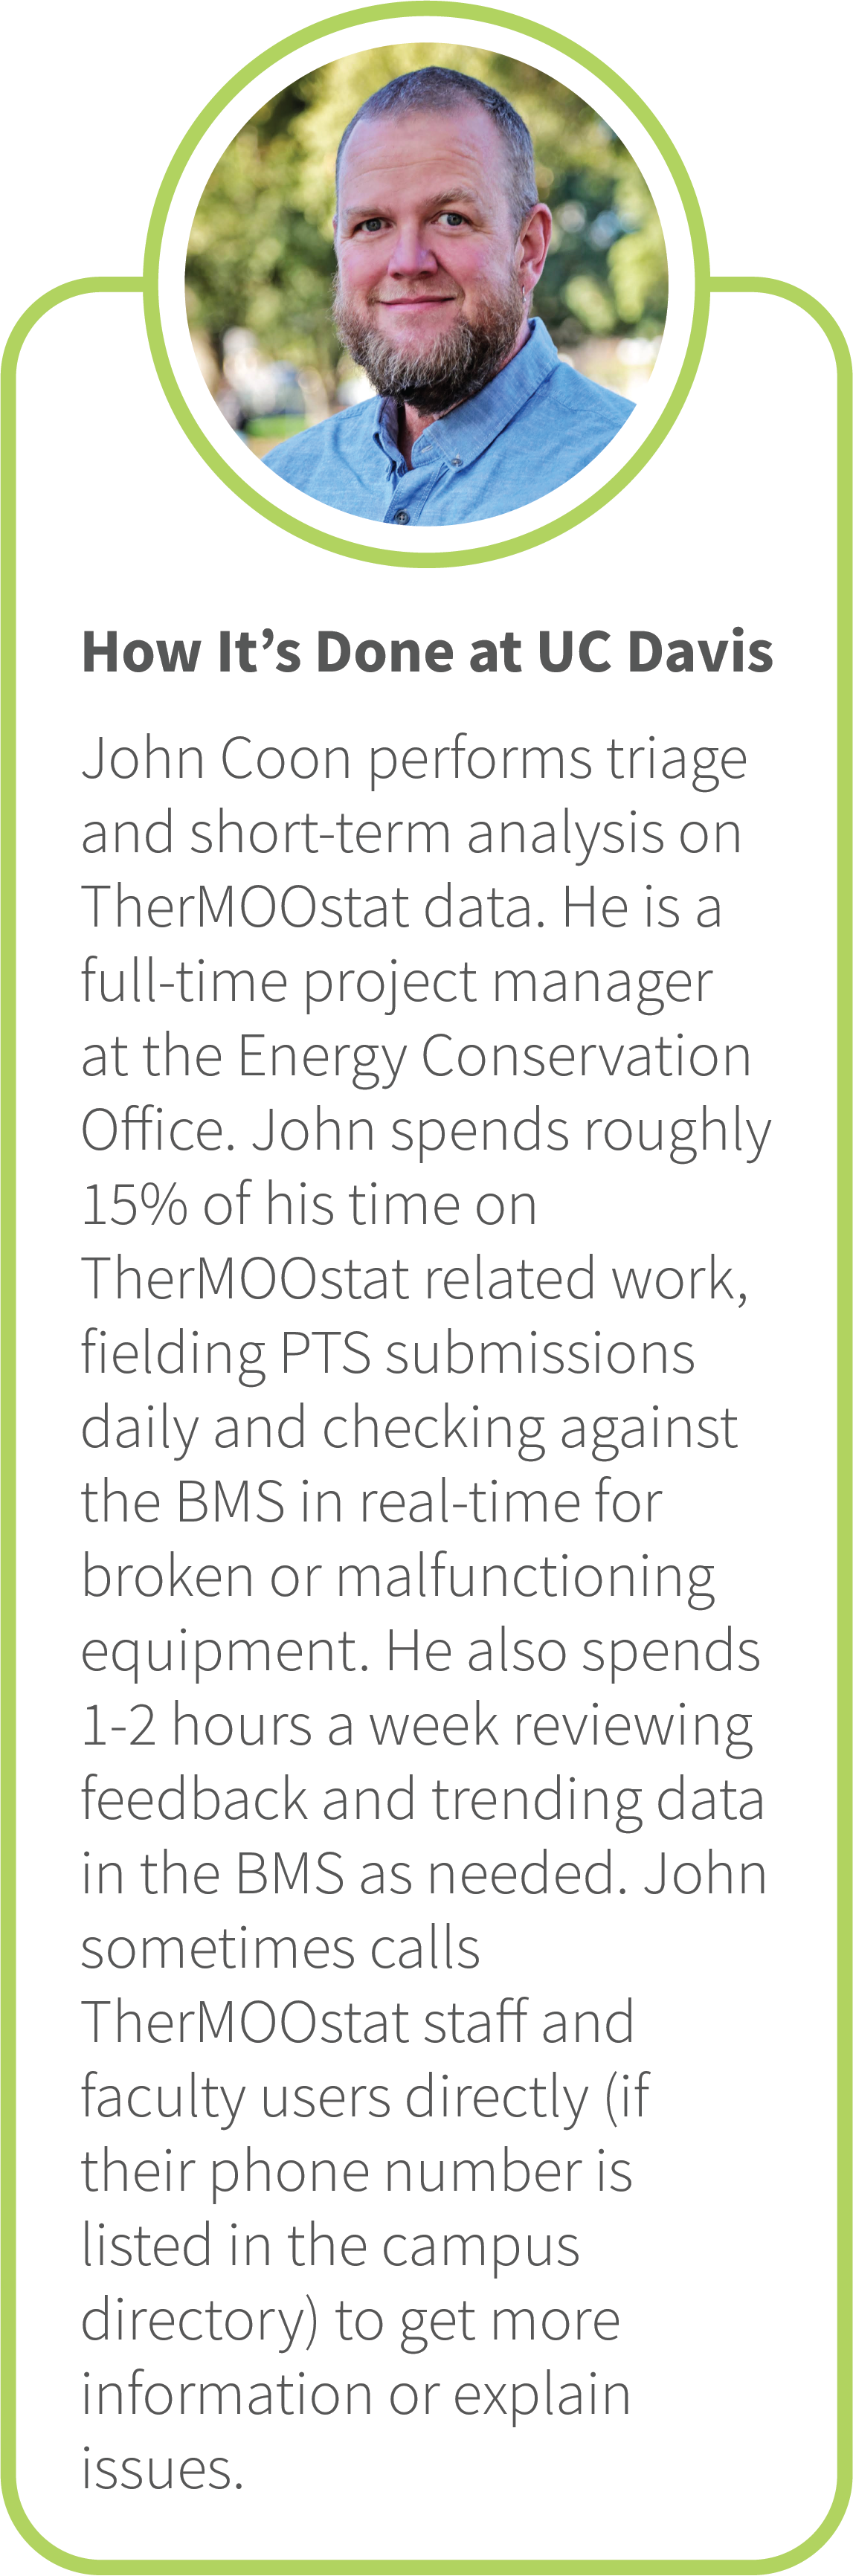 How It’s Done at UC Davis
John Coon performs triage
and short-term analysis on
TherMOOstat data. He is a
full-time project manager
at the Energy Conservation
Office. John spends roughly
15% of his time on
TherMOOstat related work,
fielding PTS submissions
daily and checking against
the BMS in real-time for
broken or malfunctioning
equipment. He also spends
1-2 hours a week reviewing
feedback and trending data
in the BMS as needed. John
sometimes calls
TherMOOstat staff and
faculty users directly (if
their phone number is
listed in the campus
directory) to get more
information or explain
issues.